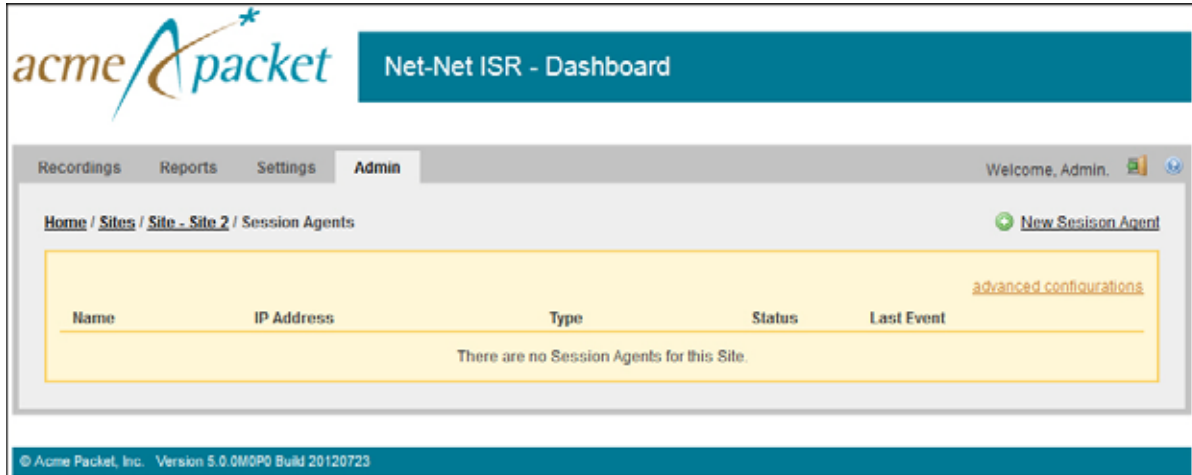 acme packet
Net-Net ISR - Dashboard
Recordings Reports Settings Admin
Welcome, Admin.
Home / Sites / Site - Site 2 / Session Agents
New Sesison Agent
advanced configurations
Name IP Address Type Status Last Event
There are no Session Agents for this Site.
© Acme Packet, Inc. Version 5.0.0M0P0 Build 20120723